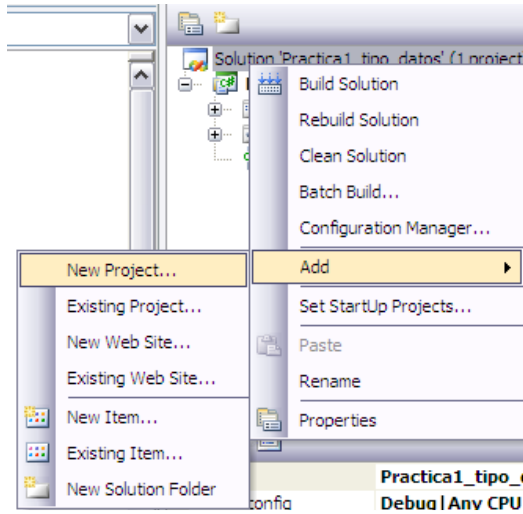 Solution 'Practica1_tipo_datos' (1 project
Build Solution
Rebuild Solution
Clean Solution
Batch Build...
Configuration Manager...
Add
Set StartUp Projects...
Paste
Rename
Properties
New Project...
Existing Project...
New Web Site...
Existing Web Site...
New Item...
Existing Item...
New Solution Folder
Practica1_tipo_
config
Debug|Any CPU